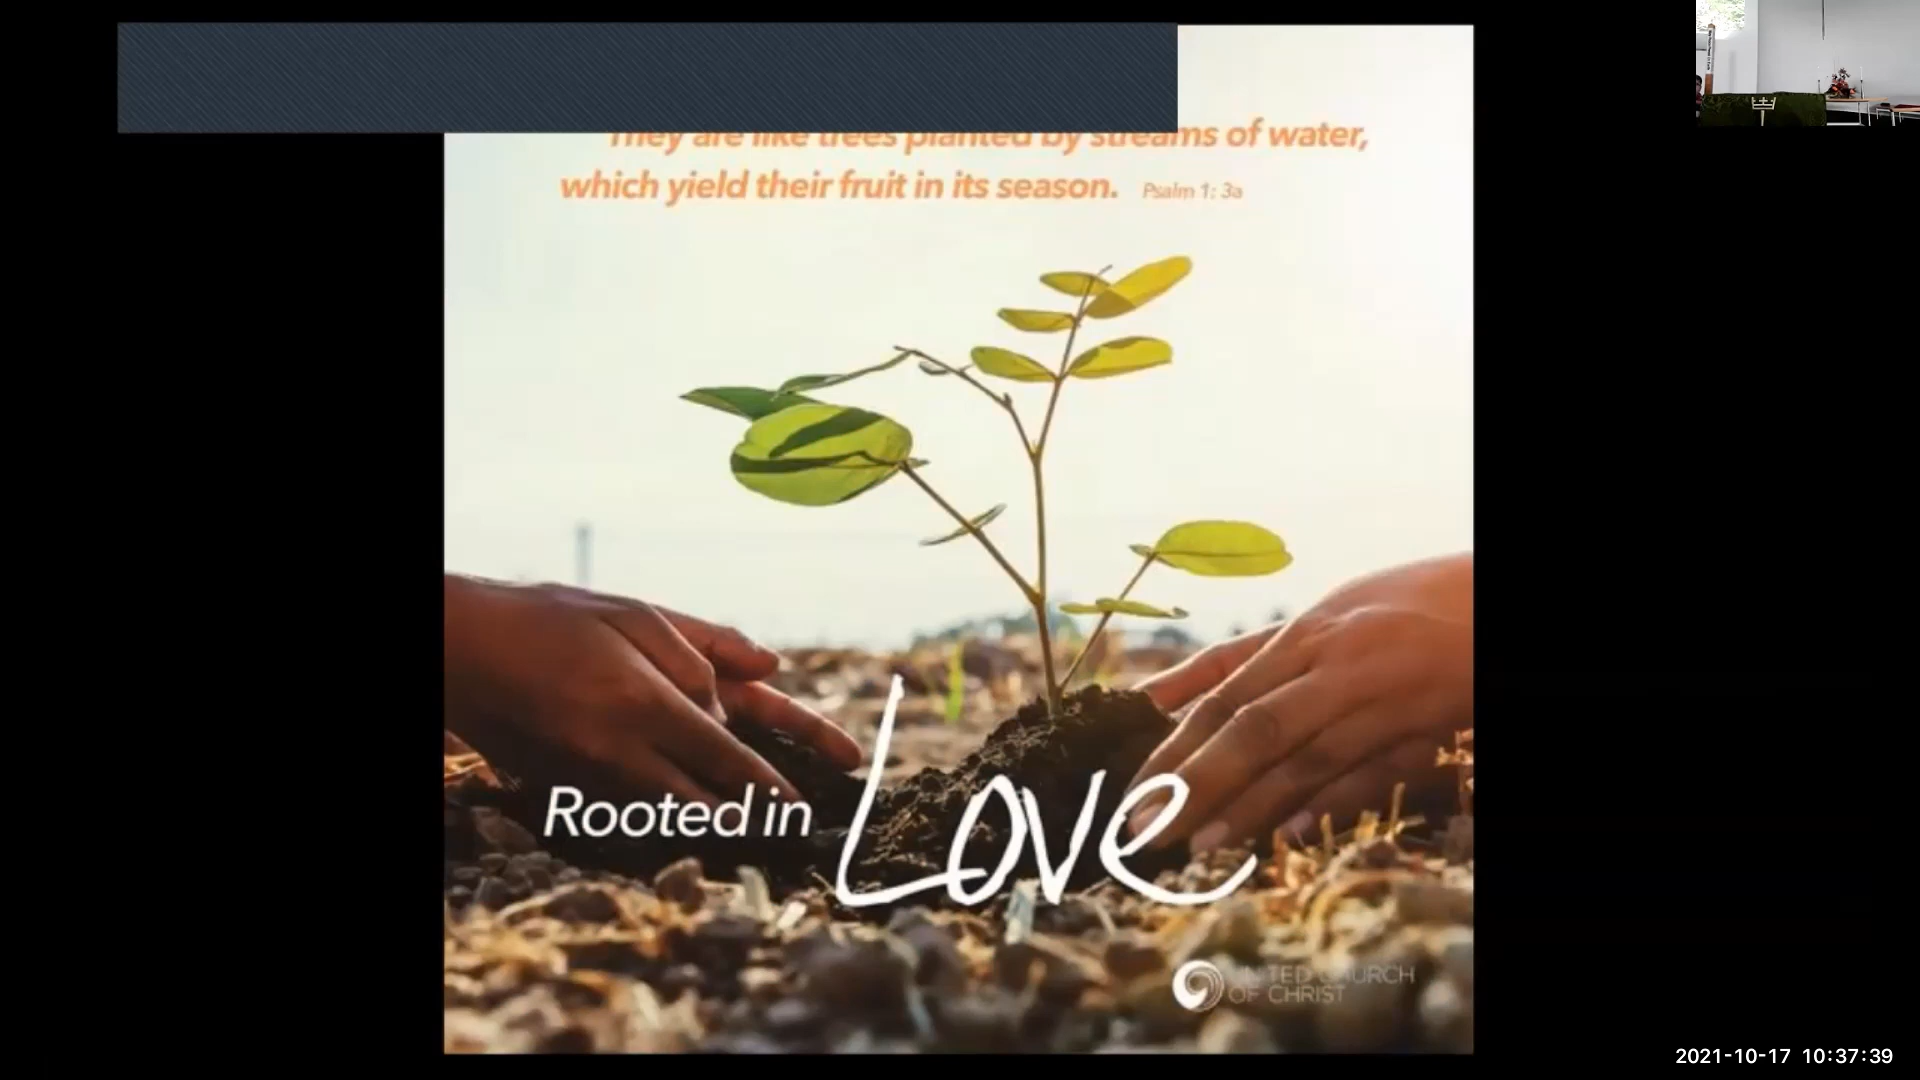 They are like trees planted by streams of water,
which yield their fruit in its season. Psalm 1: 3a
Rooted in Love
UNITED CHURCH
OF CHRIST
2021-10-17 10:37:39